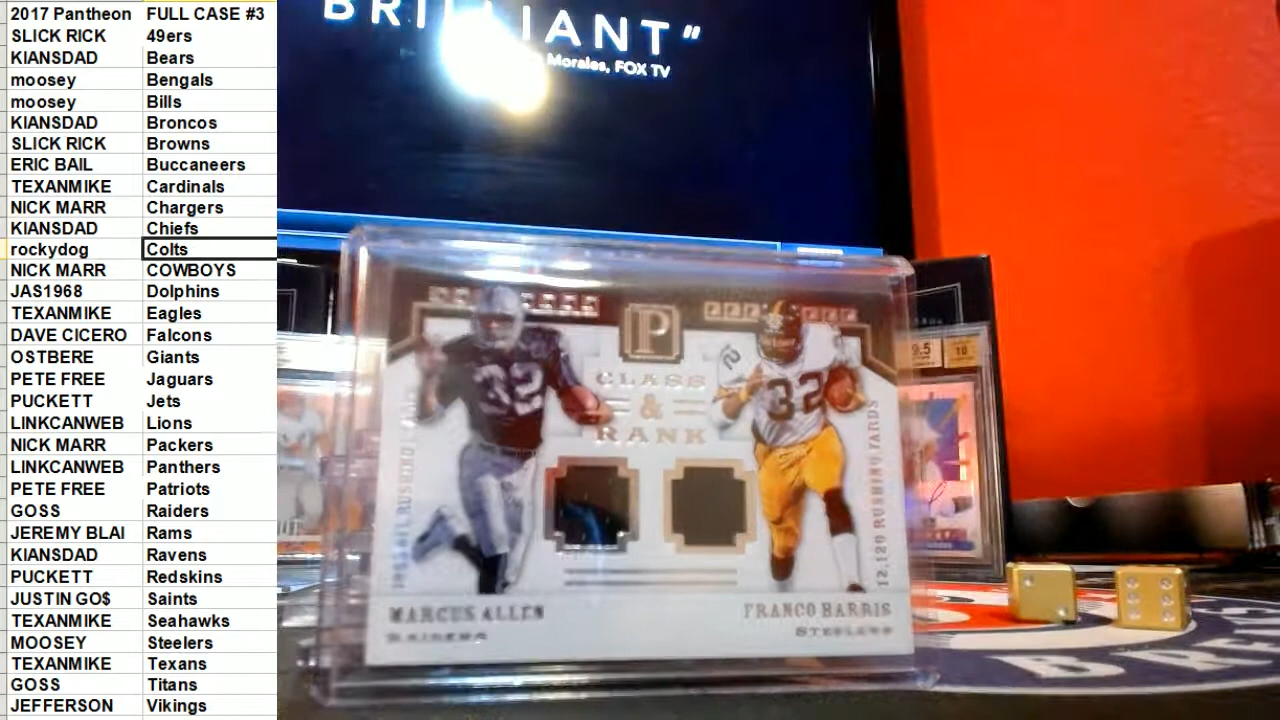 2017 Pantheon FULL CASE #3
SLICK RICK 49ers
KIANSDAD Bears
moosey Bengals
moosey Bills
KIANSDAD Broncos
SLICK RICK Browns
ERIC BAIL Buccaneers
TEXANMIKE Cardinals
NICK MARR Chargers
KIANSDAD Chiefs
rockydog Colts
NICK MARR COWBOYS
JAS1968 Dolphins
TEXANMIKE Eagles
DAVE CICERO Falcons
OSTBERE Giants
PETE FREE Jaguars
PUCKETT Jets
LINKCANWEB Lions
NICK MARR Packers
LINKCANWEB Panthers
PETE FREE Patriots
GOSS Raiders
JEREMY BLAI Rams
KIANSDAD Ravens
PUCKETT Redskins
JUSTIN GO$ Saints
TEXANMIKE Seahawks
MOOSEY Steelers
TEXANMIKE Texans
GOSS Titans
JEFFERSON Vikings
BRILLIANT"
Morales, FOX TV
P
CLASS
&
RANK
32
32
12,120 RUSHING YARDS
MARCUS ALLEN
RAIDERS
FRANCO HARRIS
STEELERS
9.5
10
BRE